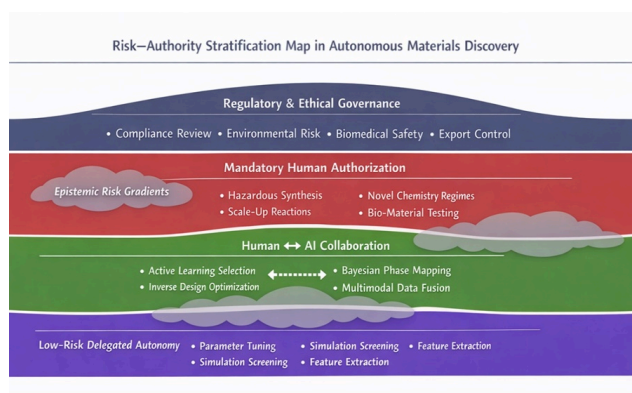 Risk—Authority Stratification Map in Autonomous Materials Discovery
Regulatory & Ethical Governance
• Compliance Review • Environmental Risk • Biomedical Safety • Export Control
Mandatory Human Authorization
Epistemic Risk Gradients
• Hazardous Synthesis • Novel Chemistry Regimes
• Scale-Up Reactions • Bio-Material Testing
Human ↔ AI Collaboration
• Active Learning Selection • Bayesian Phase Mapping
• Inverse Design Optimization • Multimodal Data Fusion
Low-Risk Delegated Autonomy • Parameter Tuning • Simulation Screening • Feature Extraction
• Simulation Screening • Feature Extraction